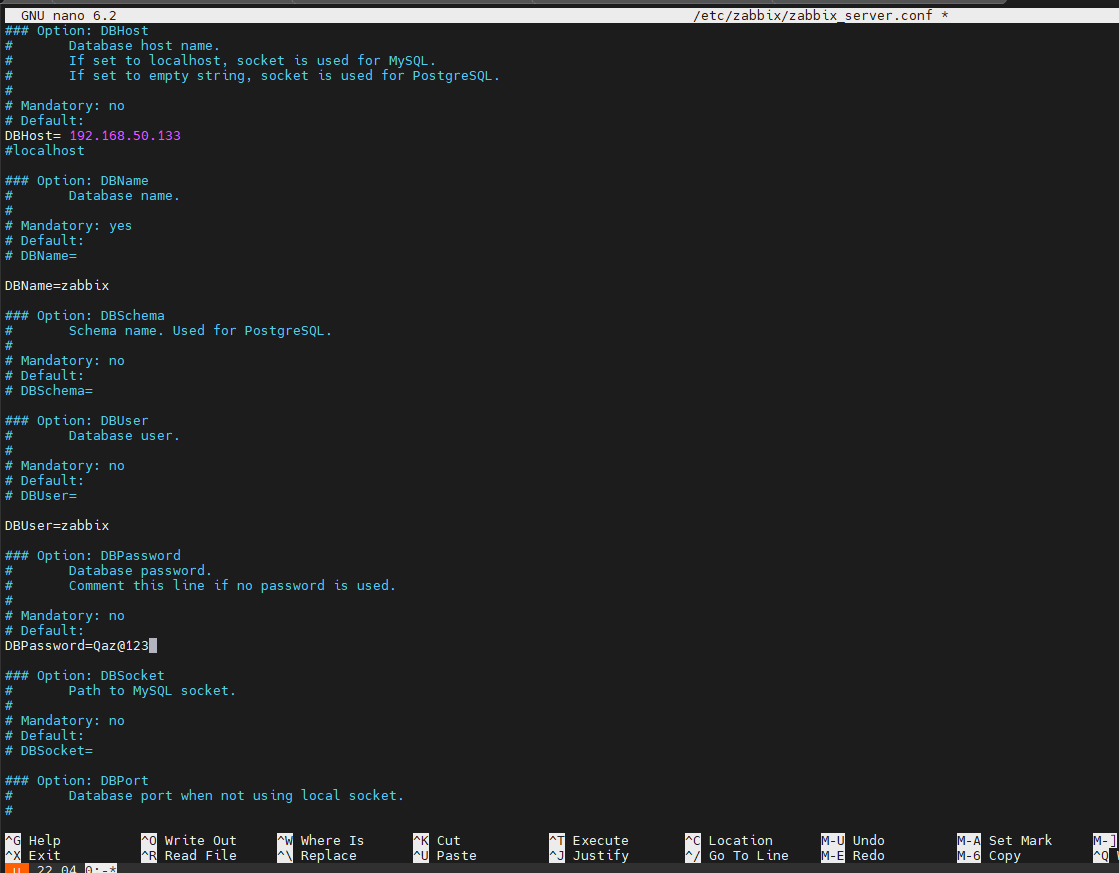 GNU nano 6.2 /etc/zabbix/zabbix_server.conf *
### Option: DBHost
# Database host name.
# If set to localhost, socket is used for MySQL.
# If set to empty string, socket is used for PostgreSQL.
#
# Mandatory: no
# Default:
DBHost= 192.168.50.133
#localhost

### Option: DBName
# Database name.
#
# Mandatory: yes
# Default:
# DBName=

DBName=zabbix

### Option: DBSchema
# Schema name. Used for PostgreSQL.
#
# Mandatory: no
# Default:
# DBSchema=

### Option: DBUser
# Database user.
#
# Mandatory: no
# Default:
# DBUser=

DBUser=zabbix

### Option: DBPassword
# Database password.
# Comment this line if no password is used.
#
# Mandatory: no
# Default:
DBPassword=Qaz@123

### Option: DBSocket
# Path to MySQL socket.
#
# Mandatory: no
# Default:
# DBSocket=

### Option: DBPort
# Database port when not using local socket.
#
^G Help ^O Write Out ^W Where Is ^K Cut ^T Execute ^C Location M-U Undo M-A Set Mark M-]
^X Exit ^R Read File ^\ Replace ^U Paste ^J Justify ^/ Go To Line M-E Redo M-6 Copy ^Q
u 22.04 0:-*